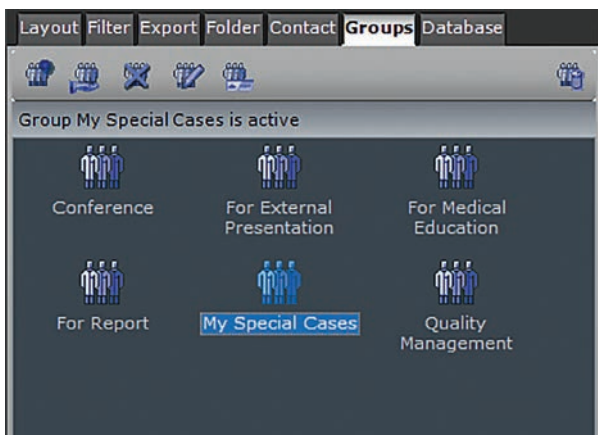 Layout Filter Export Folder Contact Groups Database
Group My Special Cases is active
Conference
For External
Presentation
For Medical
Education
For Report
My Special Cases
Quality
Management